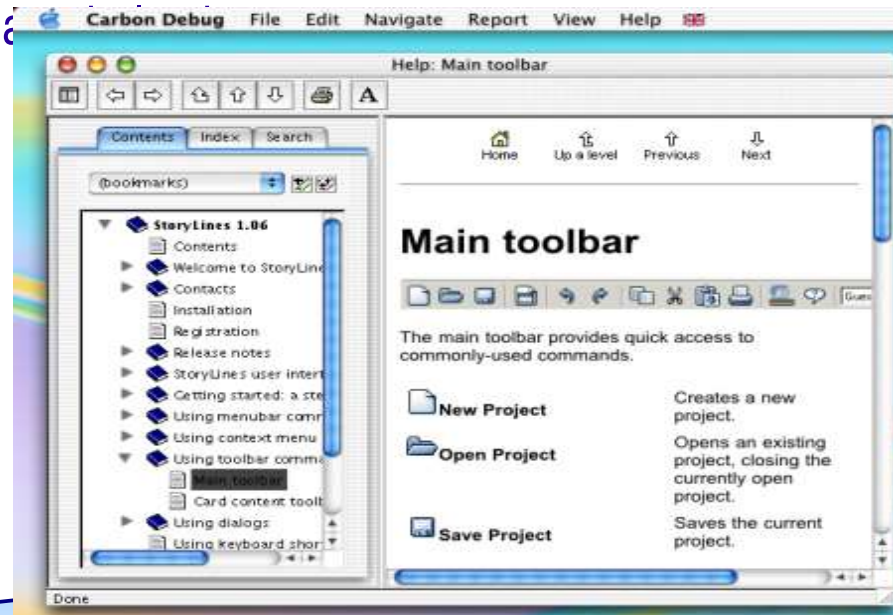 Carbon Debug File Edit Navigate Report View Help
Help: Main toolbar
A
Contents Index Search
Home Up a level Previous Next
(bookmarks)
StoryLines 1.06
Contents
Welcome to StoryLine
Contacts
Installation
Registration
Release notes
StoryLines user interf
Getting started: a ste
Using menubar comm
Using context menu
Using toolbar comma
Main toolbar
Card content toolb
Using dialogs
Using keyboard shor
Main toolbar
The main toolbar provides quick access to
commonly-used commands.
New Project Creates a new
project.
Open Project Opens an existing
project, closing the
currently open
project.
Save Project Saves the current
project.
Done